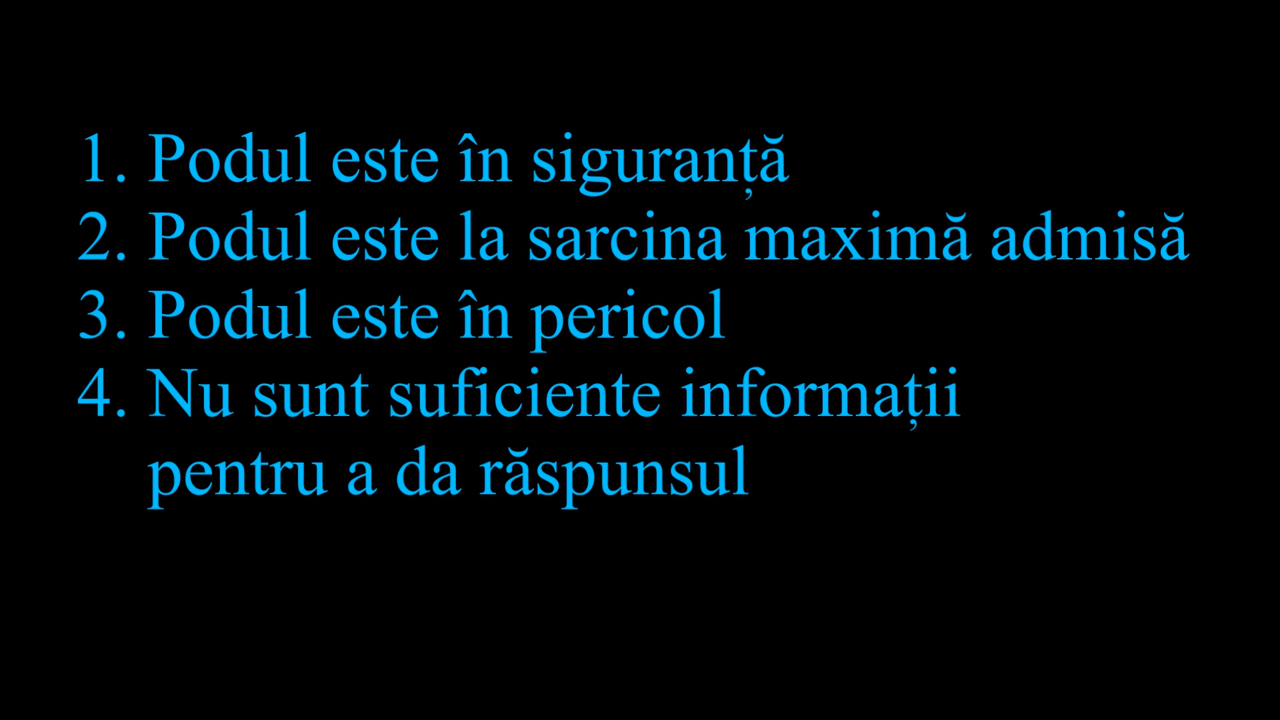 1. Podul este în siguranță
2. Podul este la sarcina maximă admisă
3. Podul este în pericol
4. Nu sunt suficiente informații
pentru a da răspunsul